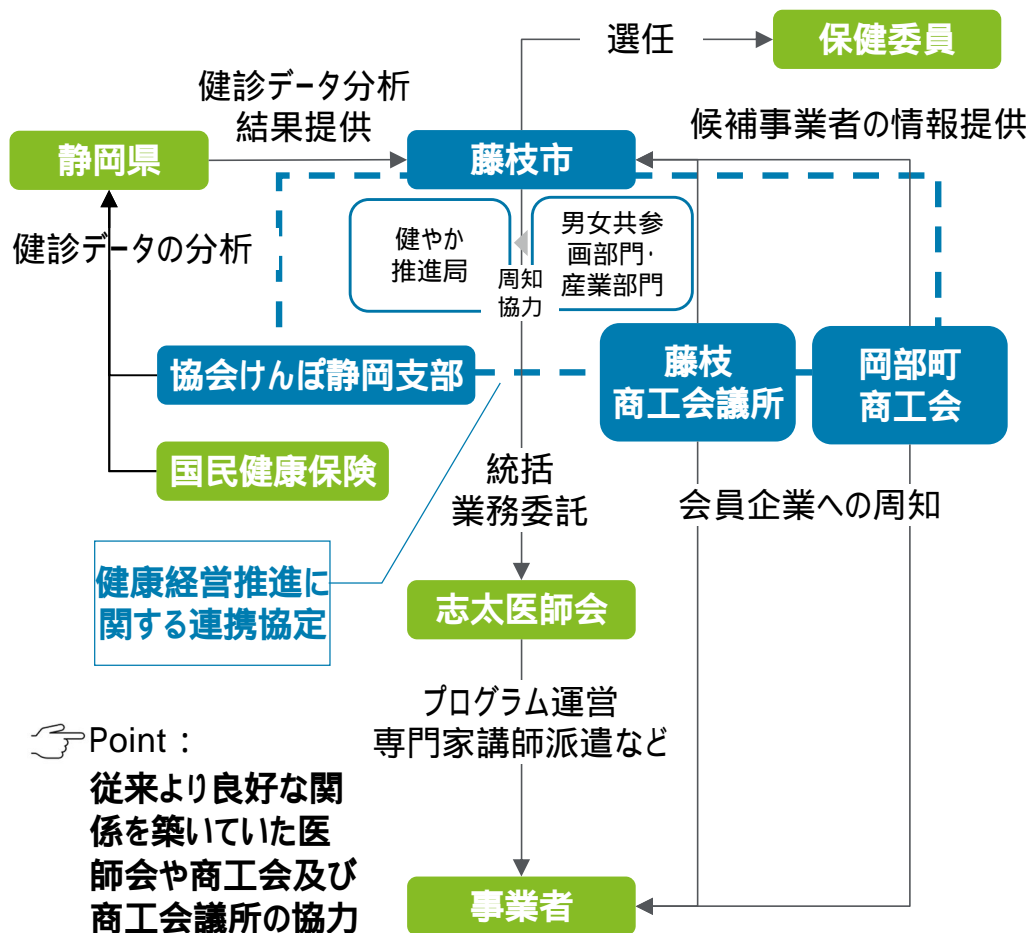 選任
保健委員
健診データ分析
結果提供
候補事業者の情報提供
静岡県
藤枝市
健診データの分析
健やか
推進局
周知
協力
男女共参
画部門・
産業部門
協会けんぽ静岡支部
藤枝
商工会議所
岡部町
商工会
国民健康保険
統括
業務委託
会員企業への周知
健康経営推進に
関する連携協定
志太医師会
プログラム運営
専門家講師派遣など
Point：
従来より良好な関
係を築いていた医
師会や商工会及び
商工会議所の協力
事業者